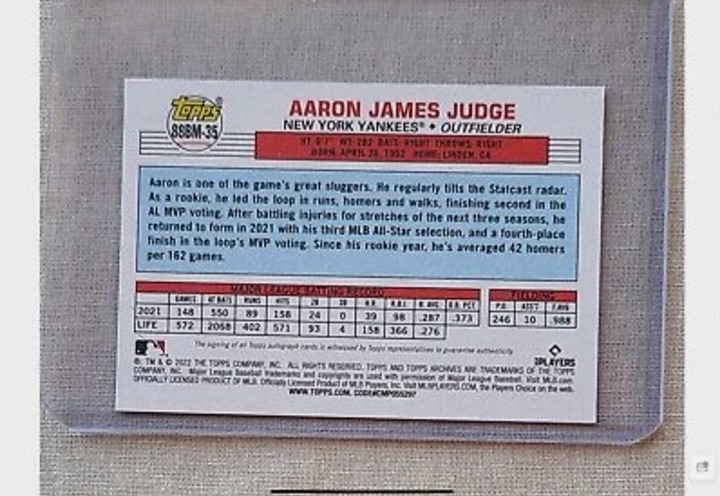 Topps®
88BM-35
AARON JAMES JUDGE
NEW YORK YANKEES® • OUTFIELDER
HT: 6'7" WT: 282 BATS: RIGHT THROWS: RIGHT
BORN: APRIL 26, 1992 HOME: LINDEN, CA
Aaron is one of the game's great sluggers. He regularly tilts the Statcast radar.
As a rookie, he led the loop in runs, homers and walks, finishing second in the
AL MVP voting. After battling injuries for stretches of the next three seasons, he
returned to form in 2021 with his third MLB All-Star selection, and a fourth-place
finish in the loop's MVP voting. Since his rookie year, he's averaged 42 homers
per 162 games.
MAJOR LEAGUE BATTING RECORD FIELDING
GAMES AT BATS RUNS HITS 2B 3B H.R. R.B.I. B. AVG. O.B. PCT. P.O. ASST F.AVG
2021 148 550 89 158 24 0 39 98 .287 .373 246 10 .988
LIFE 572 2068 402 571 93 4 158 366 .276
The signing of all Topps autograph cards is witnessed by Topps representatives to guarantee authenticity.
PLAYERS
®, TM & © 2022 THE TOPPS COMPANY, INC. ALL RIGHTS RESERVED. TOPPS AND TOPPS ARCHIVES ARE TRADEMARKS OF THE TOPPS
COMPANY, INC. Major League Baseball trademarks and copyrights are used with permission of Major League Baseball. Visit MLB.com
OFFICIALLY LICENSED PRODUCT OF MLB. Officially Licensed Product of MLB Players, Inc. Visit MLBPLAYERS.COM, the Players Choice on the web.
WWW.TOPPS.COM. CODE#CMP055297